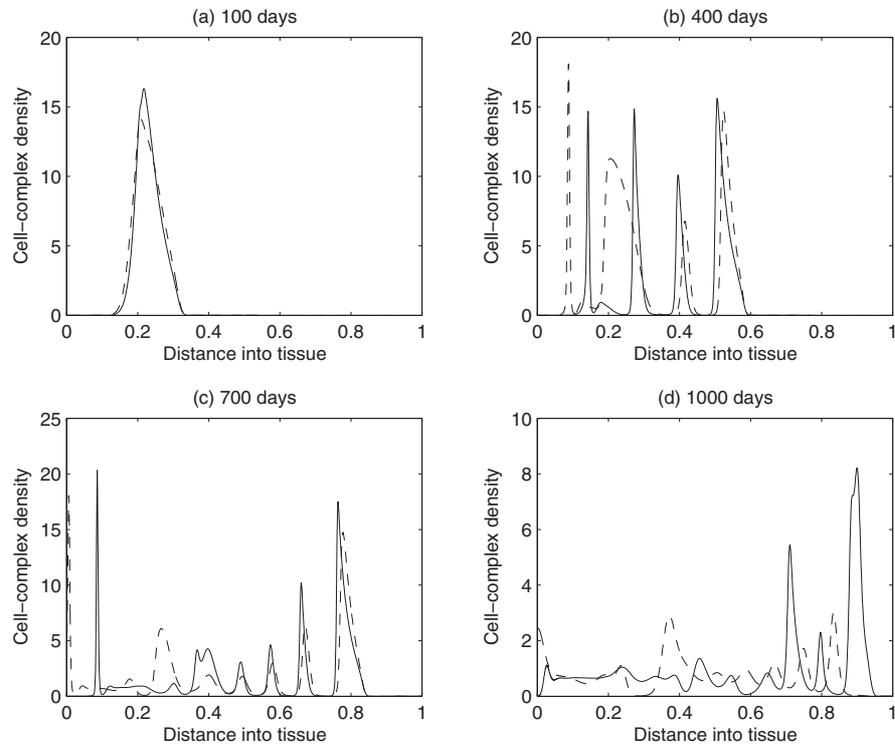 (a) 100 days
20
15
10
5
0
0 0.2 0.4 0.6 0.8 1
Cell–complex density
Distance into tissue
(b) 400 days
20
15
10
5
0
0 0.2 0.4 0.6 0.8 1
Cell–complex density
Distance into tissue
(c) 700 days
25
20
15
10
5
0
0 0.2 0.4 0.6 0.8 1
Cell–complex density
Distance into tissue
(d) 1000 days
10
8
6
4
2
0
0 0.2 0.4 0.6 0.8 1
Cell–complex density
Distance into tissue